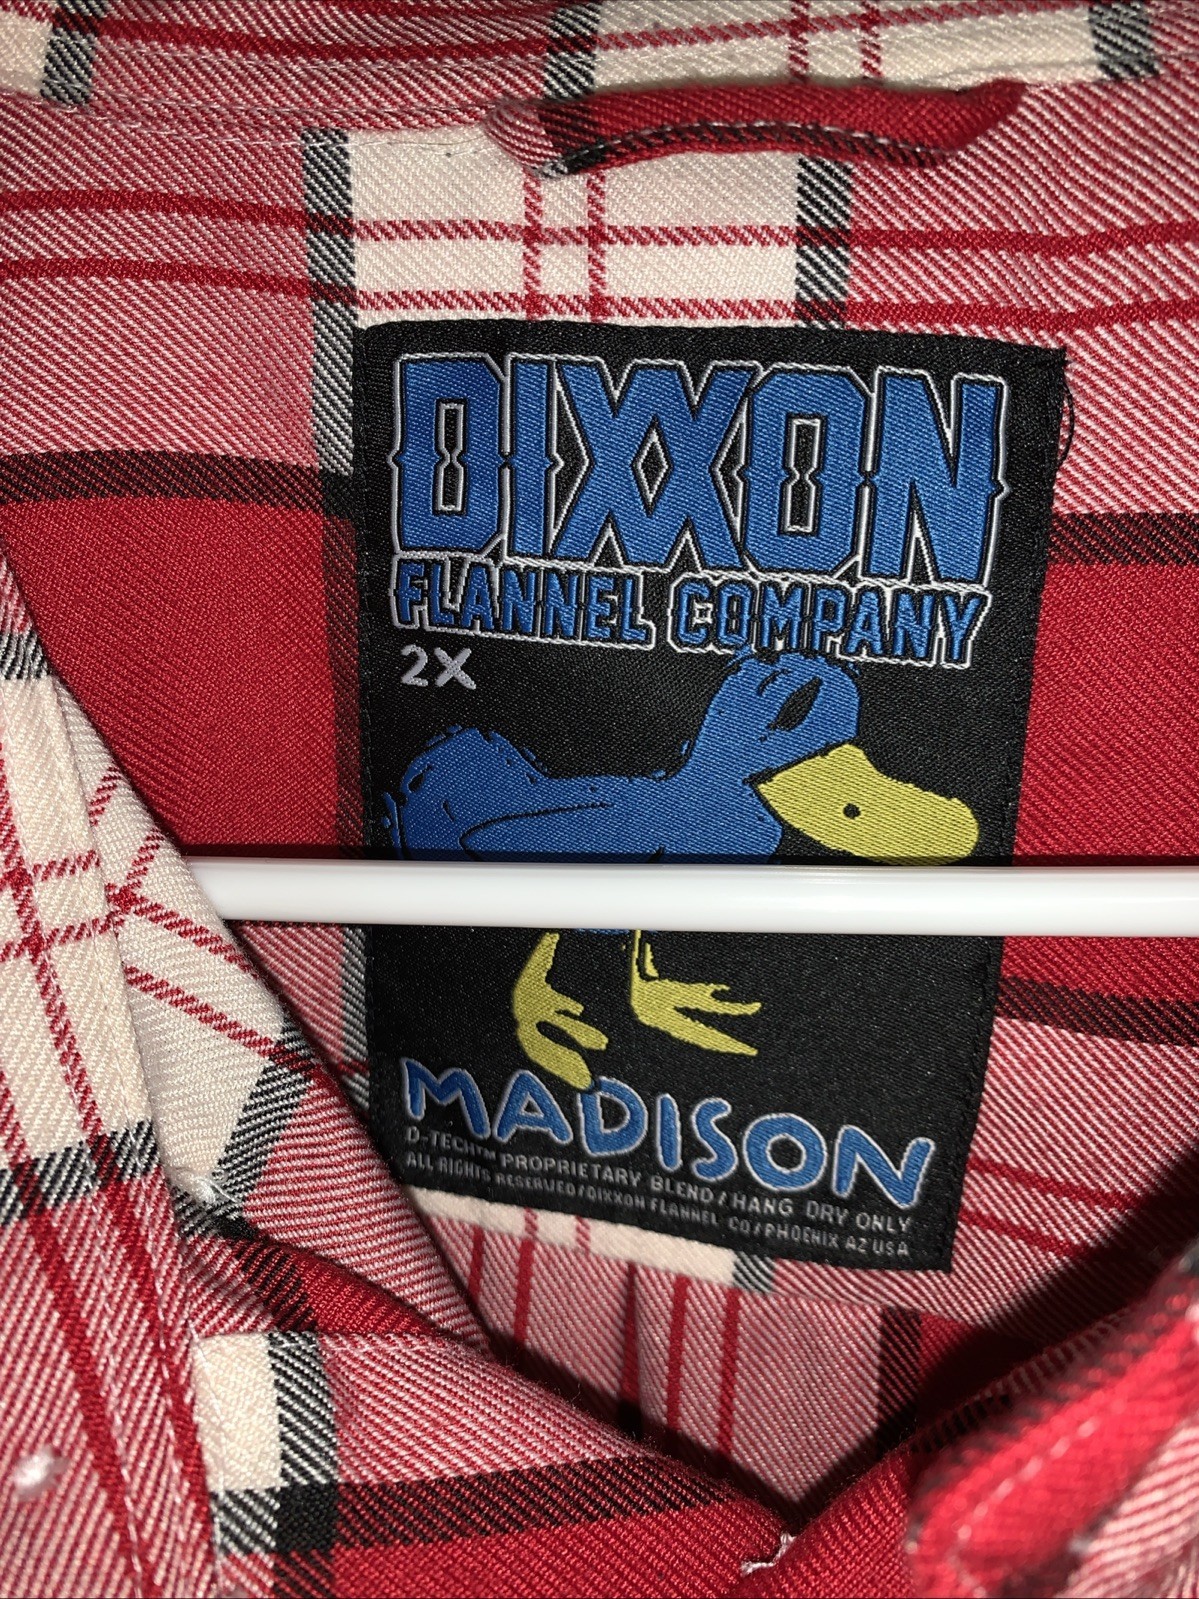 DIXXON
FLANNEL COMPANY
2X
MADISON
D-TECH™ PROPRIETARY BLEND / HANG DRY ONLY
ALL RIGHTS RESERVED / DIXXON FLANNEL CO / PHOENIX AZ USA